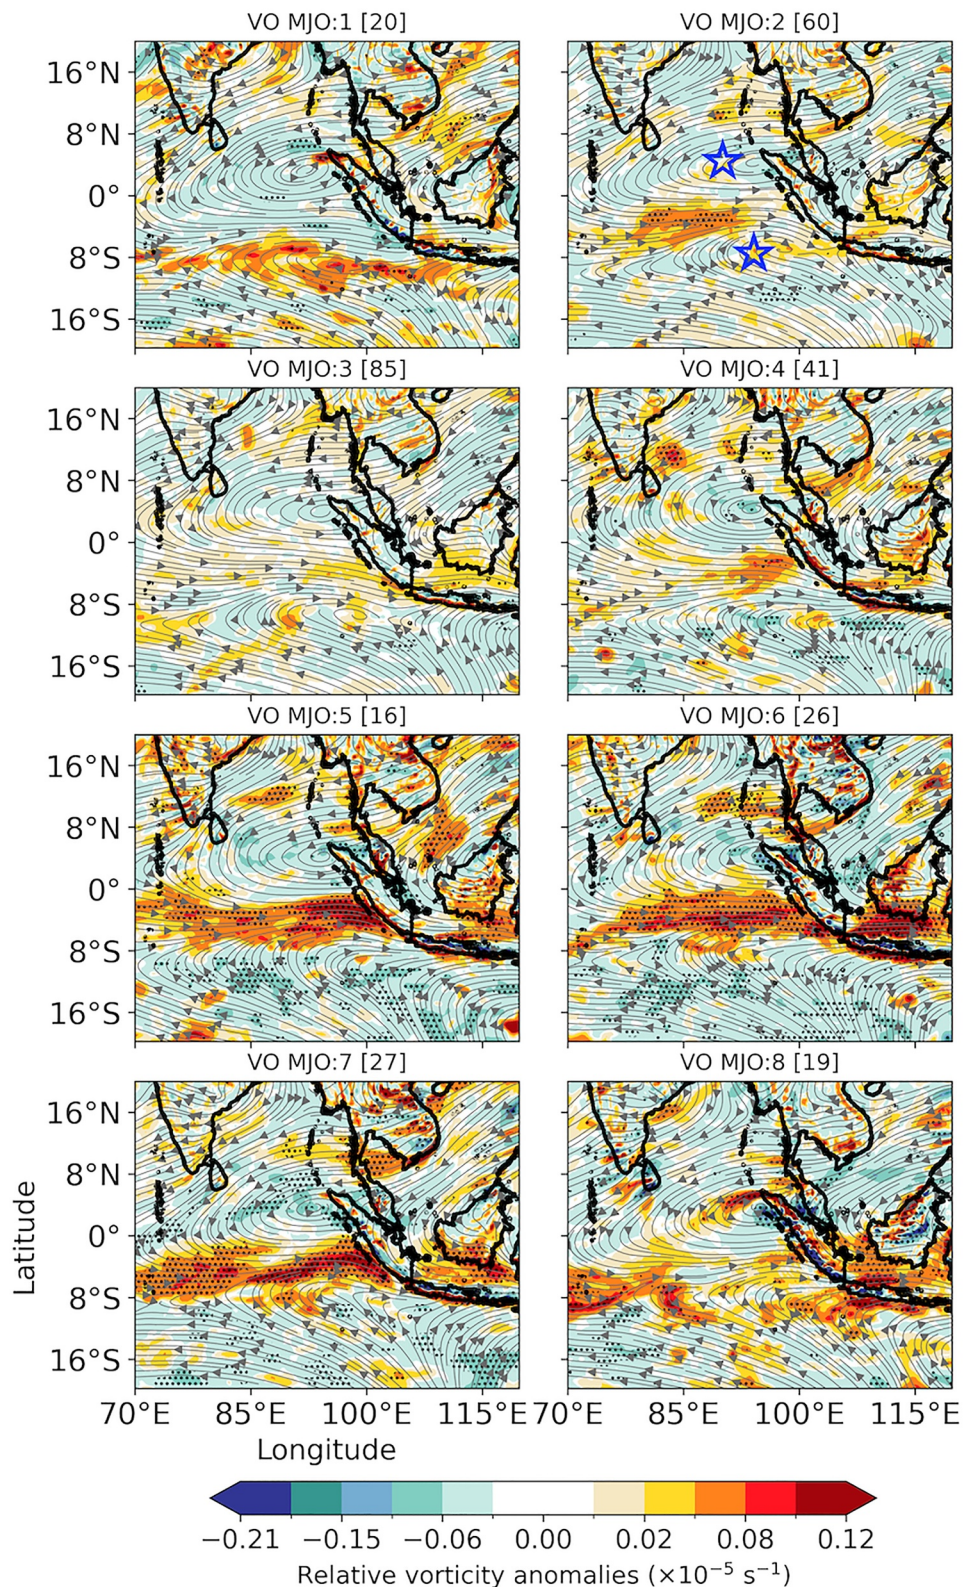 VO MJO:1 [20] VO MJO:2 [60]
16°N
8°N
0°
8°S
16°S
VO MJO:3 [85] VO MJO:4 [41]
16°N
8°N
0°
8°S
16°S
VO MJO:5 [16] VO MJO:6 [26]
16°N
8°N
0°
8°S
16°S
VO MJO:7 [27] VO MJO:8 [19]
16°N
8°N
0°
8°S
16°S
Latitude
70°E 85°E 100°E 115°E 70°E 85°E 100°E 115°E
Longitude
−0.21 −0.15 −0.06 0.00 0.02 0.08 0.12
Relative vorticity anomalies (×10⁻⁵ s⁻¹)